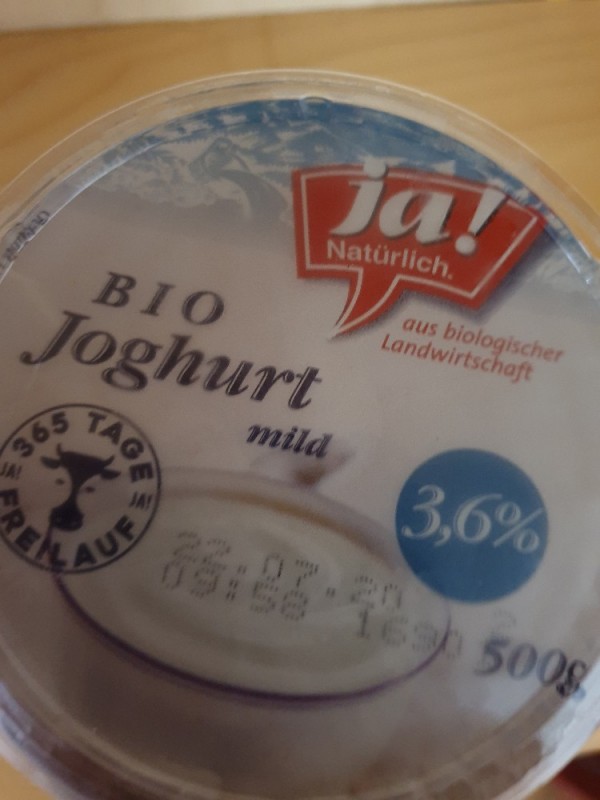 ja!
Natürlich.
aus biologischer
Landwirtschaft
BIO
Joghurt
mild
365 TAGE
JA! JA!
FREILAUF
3,6%
22.07.20
09:58 1690
500g